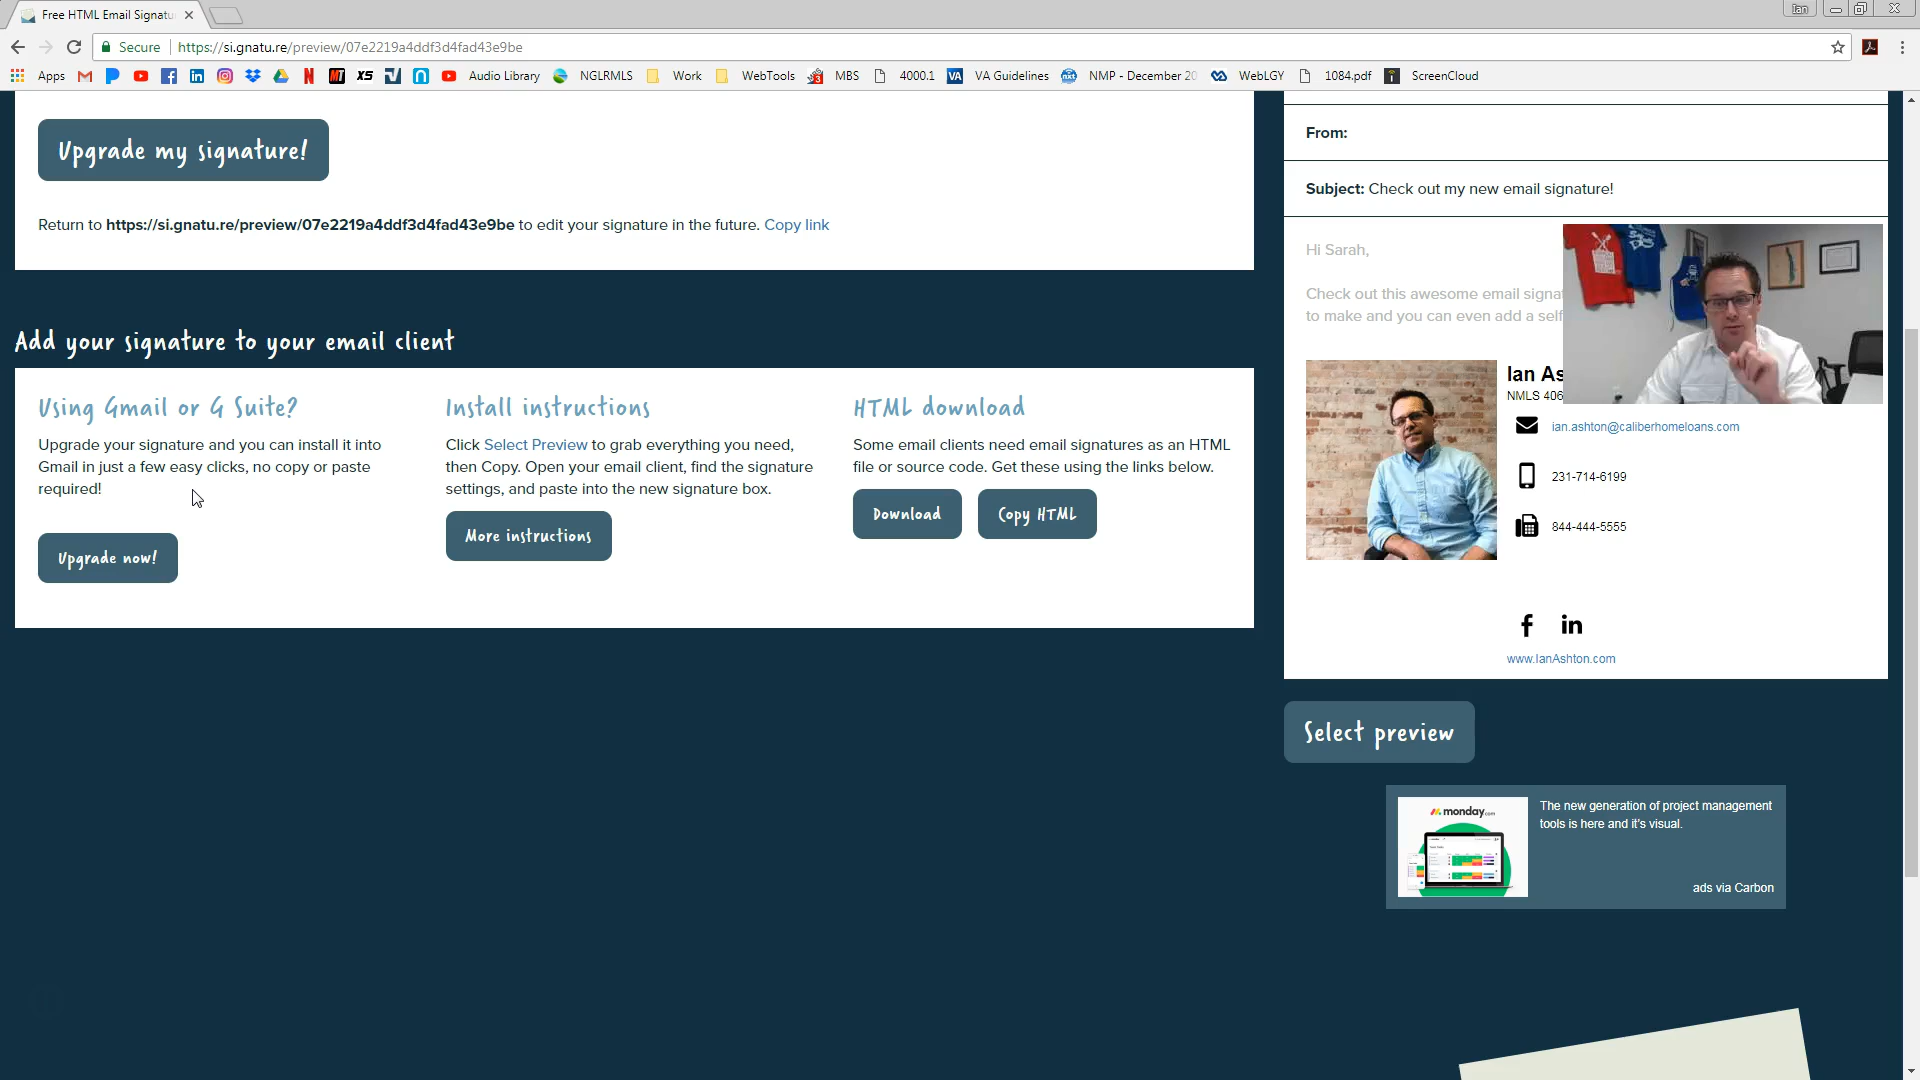 Free HTML Email Signatu
Ian
Secure
https://si.gnatu.re/preview/07e2219a4ddf3d4fad43e9be
Apps
Audio Library
NGLRMLS
Work
WebTools
MBS
4000.1
VA Guidelines
NMP - December 20
WebLGY
1084.pdf
ScreenCloud
Upgrade my signature!
Return to https://si.gnatu.re/preview/07e2219a4ddf3d4fad43e9be to edit your signature in the future. Copy link
Add your signature to your email client
Using Gmail or G Suite?
Upgrade your signature and you can install it into
Gmail in just a few easy clicks, no copy or paste
required!
Upgrade now!
Install instructions
Click Select Preview to grab everything you need,
then Copy. Open your email client, find the signature
settings, and paste into the new signature box.
More instructions
HTML download
Some email clients need email signatures as an HTML
file or source code. Get these using the links below.
Download
Copy HTML
From:
Subject: Check out my new email signature!
Hi Sarah,
Check out this awesome email signa
to make and you can even add a self
Ian As
NMLS 406
ian.ashton@caliberhomeloans.com
231-714-6199
844-444-5555
f in
www.IanAshton.com
Select preview
monday.com
The new generation of project management
tools is here and it's visual.
ads via Carbon